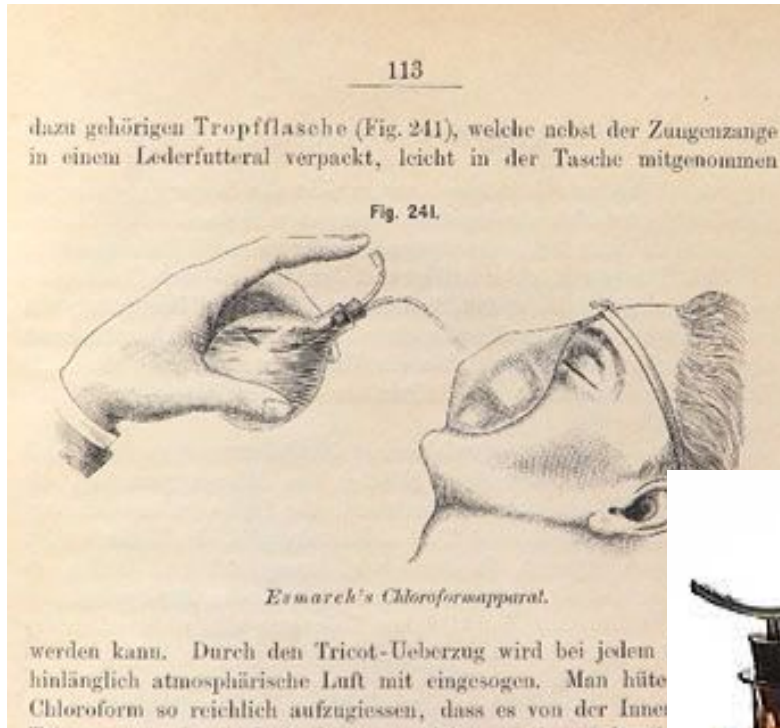 113
dazu gehörigen Tropfflasche (Fig. 241), welche nebst der Zungenzange
in einem Lederfutteral verpackt, leicht in der Tasche mitgenommen
Fig. 241.
Esmarch's Chloroformapparat.
werden kann. Durch den Tricot-Ueberzug wird bei jedem
hinlänglich atmosphärische Luft mit eingesogen. Man hüte
Chloroform so reichlich aufzugiessen, dass es von der